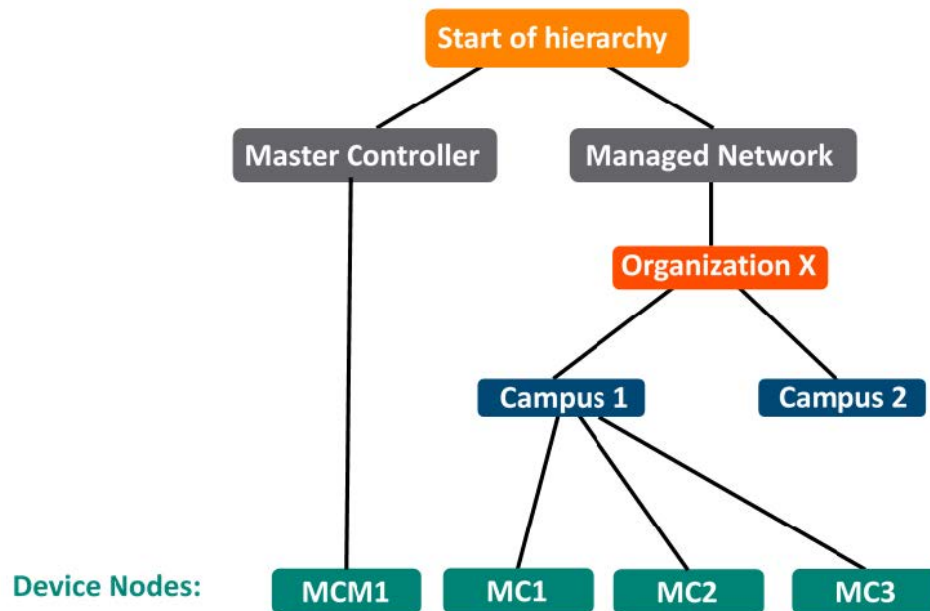 Start of hierarchy
Master Controller
Managed Network
Organization X
Campus 1
Campus 2
Device Nodes:
MCM1
MC1
MC2
MC3